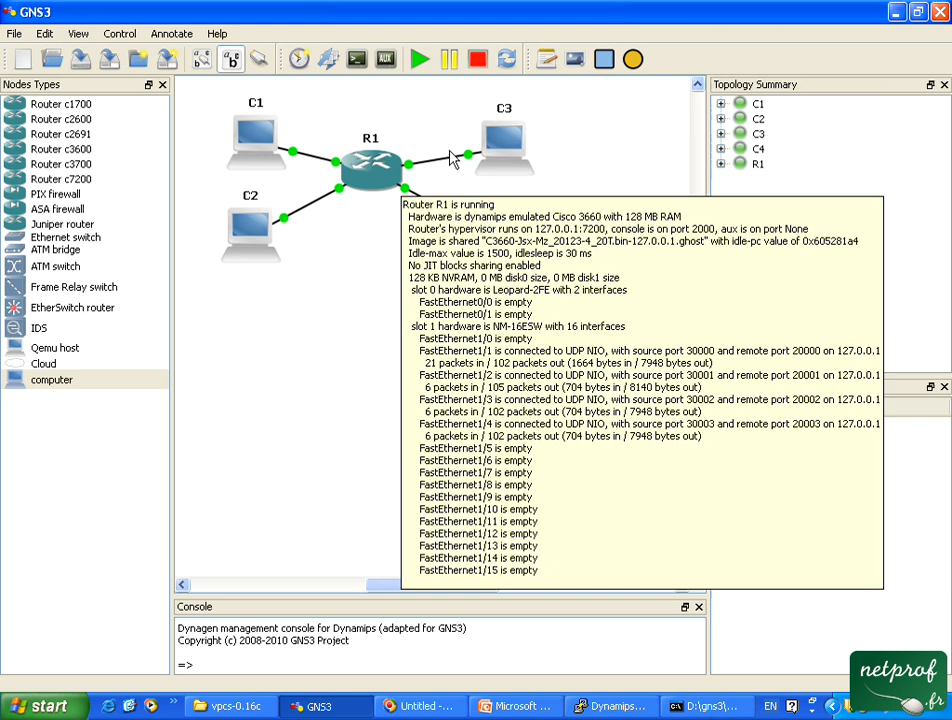 GNS3
File Edit View Control Annotate Help
Nodes Types
Router c1700
Router c2600
Router c2691
Router c3600
Router c3700
Router c7200
PIX firewall
ASA firewall
Juniper router
Ethernet switch
ATM bridge
ATM switch
Frame Relay switch
EtherSwitch router
IDS
Qemu host
Cloud
computer
C1
C3
R1
C2
Topology Summary
C1
C2
C3
C4
R1
Router R1 is running
Hardware is dynamips emulated Cisco 3660 with 128 MB RAM
Router's hypervisor runs on 127.0.0.1:7200, console is on port 2000, aux is on port None
Image is shared "C3660-Jsx-Mz_20123-4_20T.bin-127.0.0.1.ghost" with idle-pc value of 0x605281a4
Idle-max value is 1500, idlesleep is 30 ms
No JIT blocks sharing enabled
128 KB NVRAM, 0 MB disk0 size, 0 MB disk1 size
slot 0 hardware is Leopard-2FE with 2 interfaces
FastEthernet0/0 is empty
FastEthernet0/1 is empty
slot 1 hardware is NM-16ESW with 16 interfaces
FastEthernet1/0 is empty
FastEthernet1/1 is connected to UDP NIO, with source port 30000 and remote port 20000 on 127.0.0.1
21 packets in / 102 packets out (1664 bytes in / 7948 bytes out)
FastEthernet1/2 is connected to UDP NIO, with source port 30001 and remote port 20001 on 127.0.0.1
6 packets in / 105 packets out (704 bytes in / 8140 bytes out)
FastEthernet1/3 is connected to UDP NIO, with source port 30002 and remote port 20002 on 127.0.0.1
6 packets in / 102 packets out (704 bytes in / 7948 bytes out)
FastEthernet1/4 is connected to UDP NIO, with source port 30003 and remote port 20003 on 127.0.0.1
6 packets in / 102 packets out (704 bytes in / 7948 bytes out)
FastEthernet1/5 is empty
FastEthernet1/6 is empty
FastEthernet1/7 is empty
FastEthernet1/8 is empty
FastEthernet1/9 is empty
FastEthernet1/10 is empty
FastEthernet1/11 is empty
FastEthernet1/12 is empty
FastEthernet1/13 is empty
FastEthernet1/14 is empty
FastEthernet1/15 is empty
Console
Dynagen management console for Dynamips (adapted for GNS3)
Copyright (c) 2008-2010 GNS3 Project
=>
netprof
.fr
start vpcs-0.16c GNS3 Untitled -... Microsoft ... Dynamips... D:\gns3\... EN